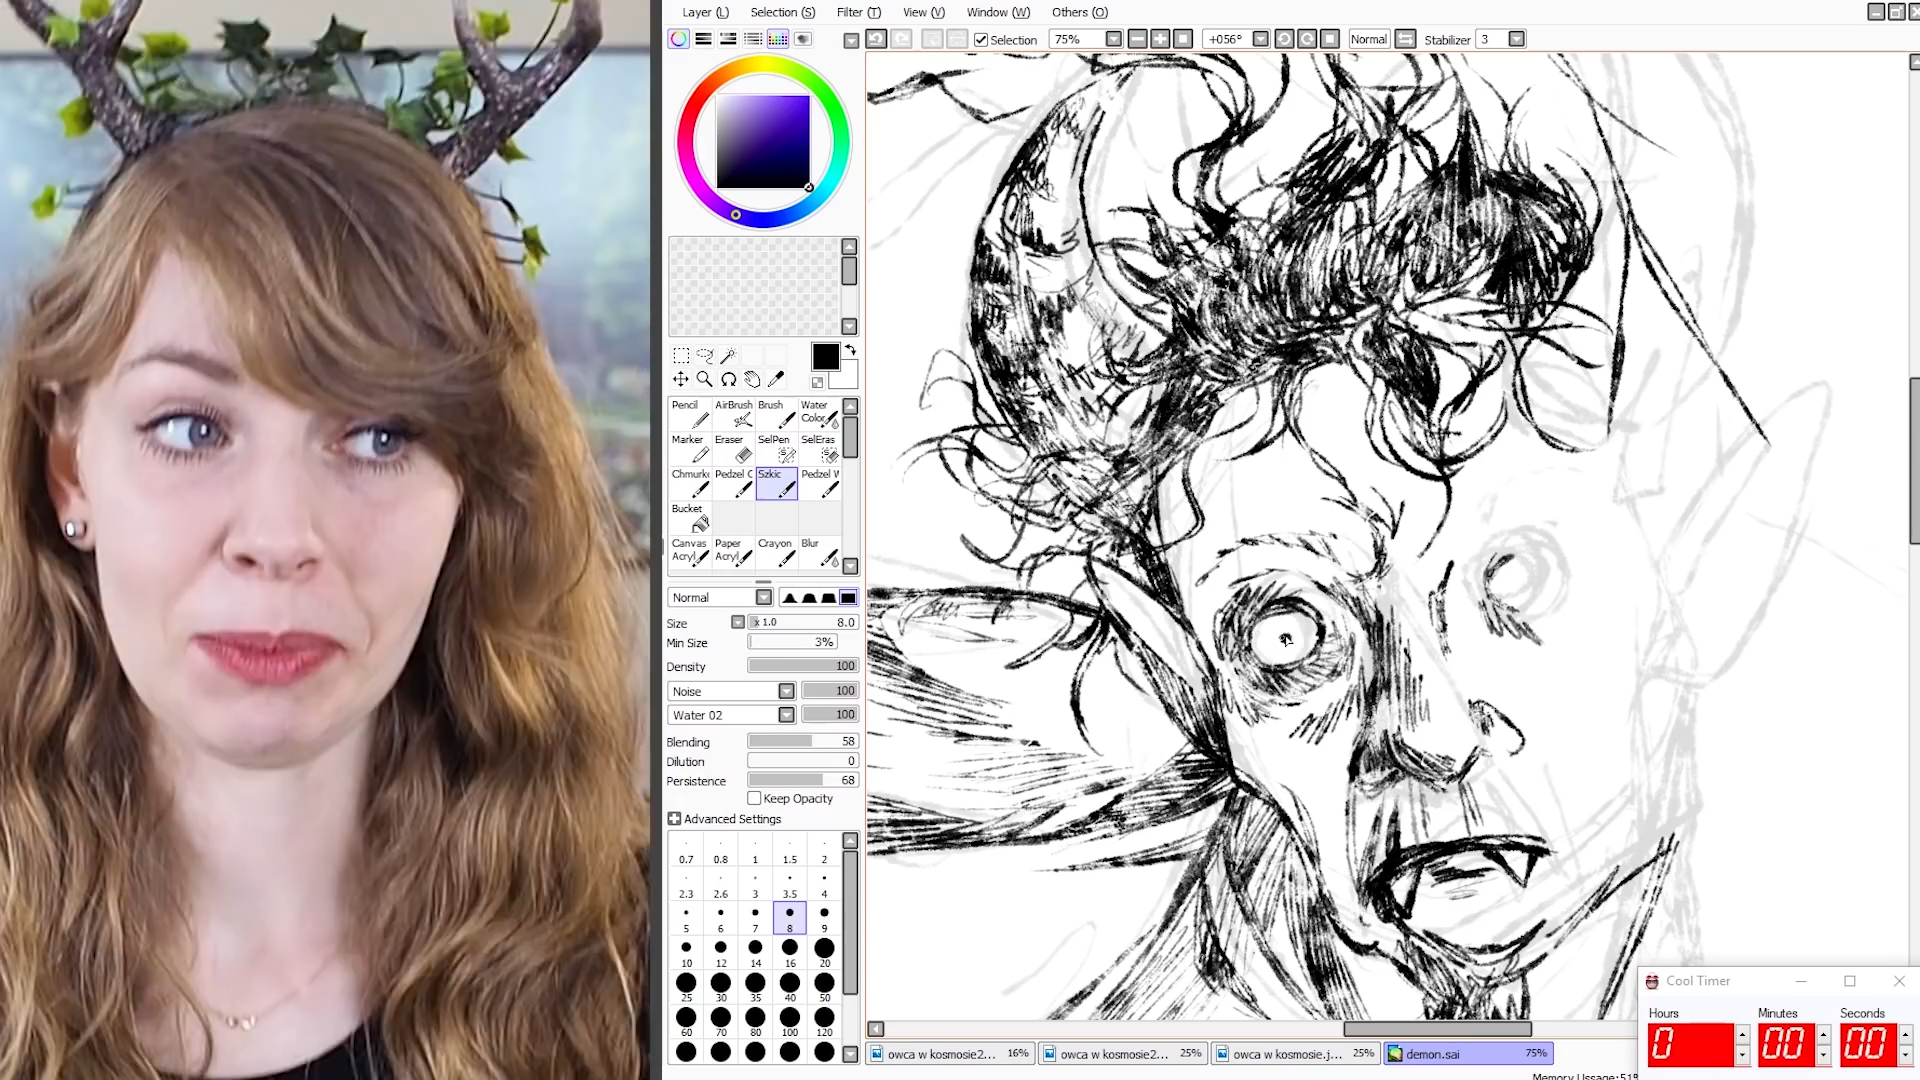 Layer (L) Selection (S) Filter (T) View (V) Window (W) Others (O)
Selection 75% +056° Normal Stabilizer 3
Pencil AirBrush Brush Water Color
Marker Eraser SelPen SelEras
Chmurk Pedzel C Szkic Pedzel W
Bucket
Canvas Acryl Paper Acryl Crayon Blur
Normal
Size x 1.0 8.0
Min Size 3%
Density 100
Noise 100
Water 02 100
Blending 58
Dilution 0
Persistence 68
Keep Opacity
Advanced Settings
0.7 0.8 1 1.5 2
2.3 2.6 3 3.5 4
5 6 7 8 9
10 12 14 16 20
25 30 35 40 50
60 70 80 100 120
owca w kosmosie2... 16% owca w kosmosie2... 25% owca w kosmosie.j... 25% demon.sai 75%
Memory Usage:51%
Cool Timer
Hours Minutes Seconds
0 00 00